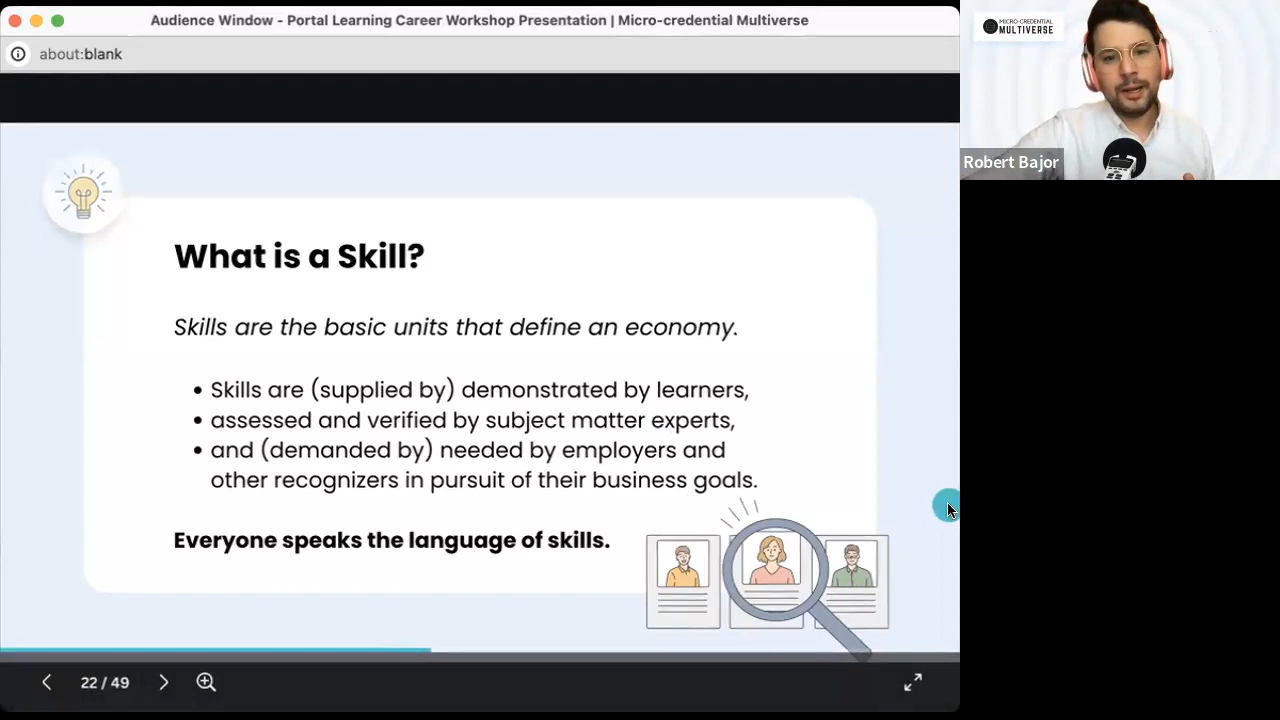 Audience Window - Portal Learning Career Workshop Presentation | Micro-credential Multiverse
about:blank
MICRO-CREDENTIAL
MULTIVERSE
Robert Bajor
What is a Skill?
Skills are the basic units that define an economy.
• Skills are (supplied by) demonstrated by learners,
• assessed and verified by subject matter experts,
• and (demanded by) needed by employers and
other recognizers in pursuit of their business goals.
Everyone speaks the language of skills.
22 / 49